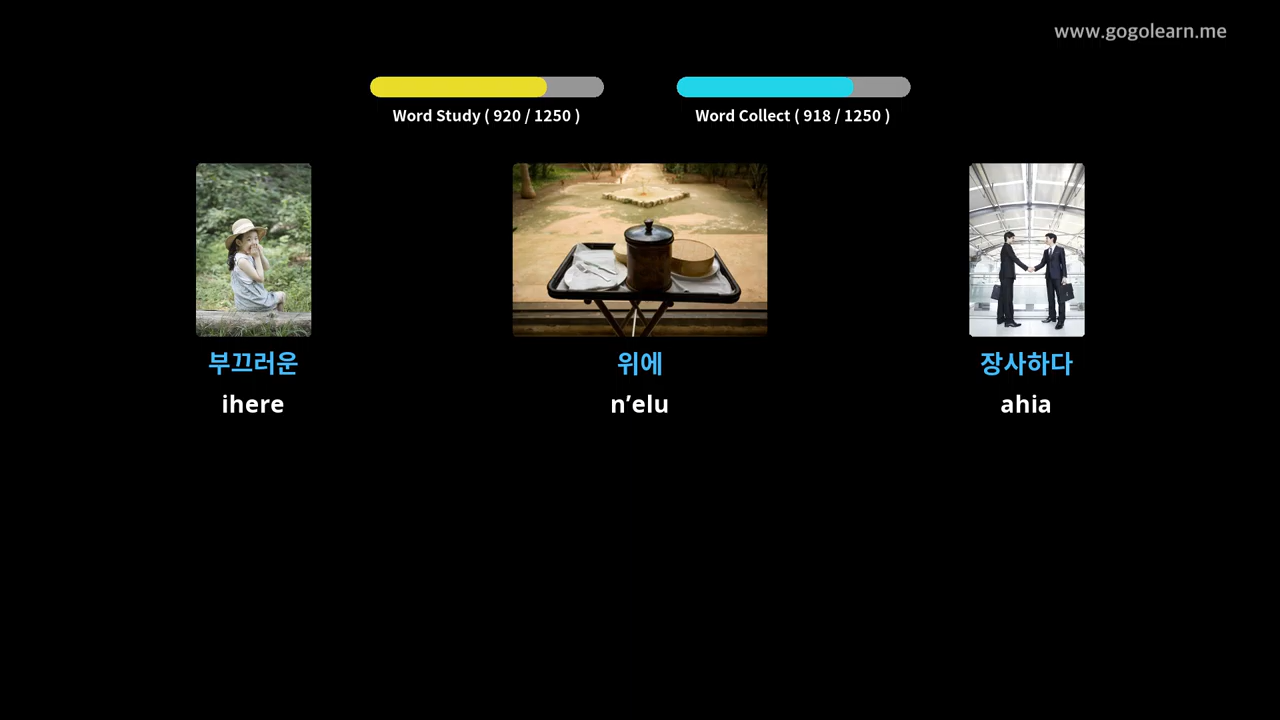 www.gogolearn.me
Word Study ( 920 / 1250 )
Word Collect ( 918 / 1250 )
부끄러운
위에
장사하다
ihere
n’elu
ahia